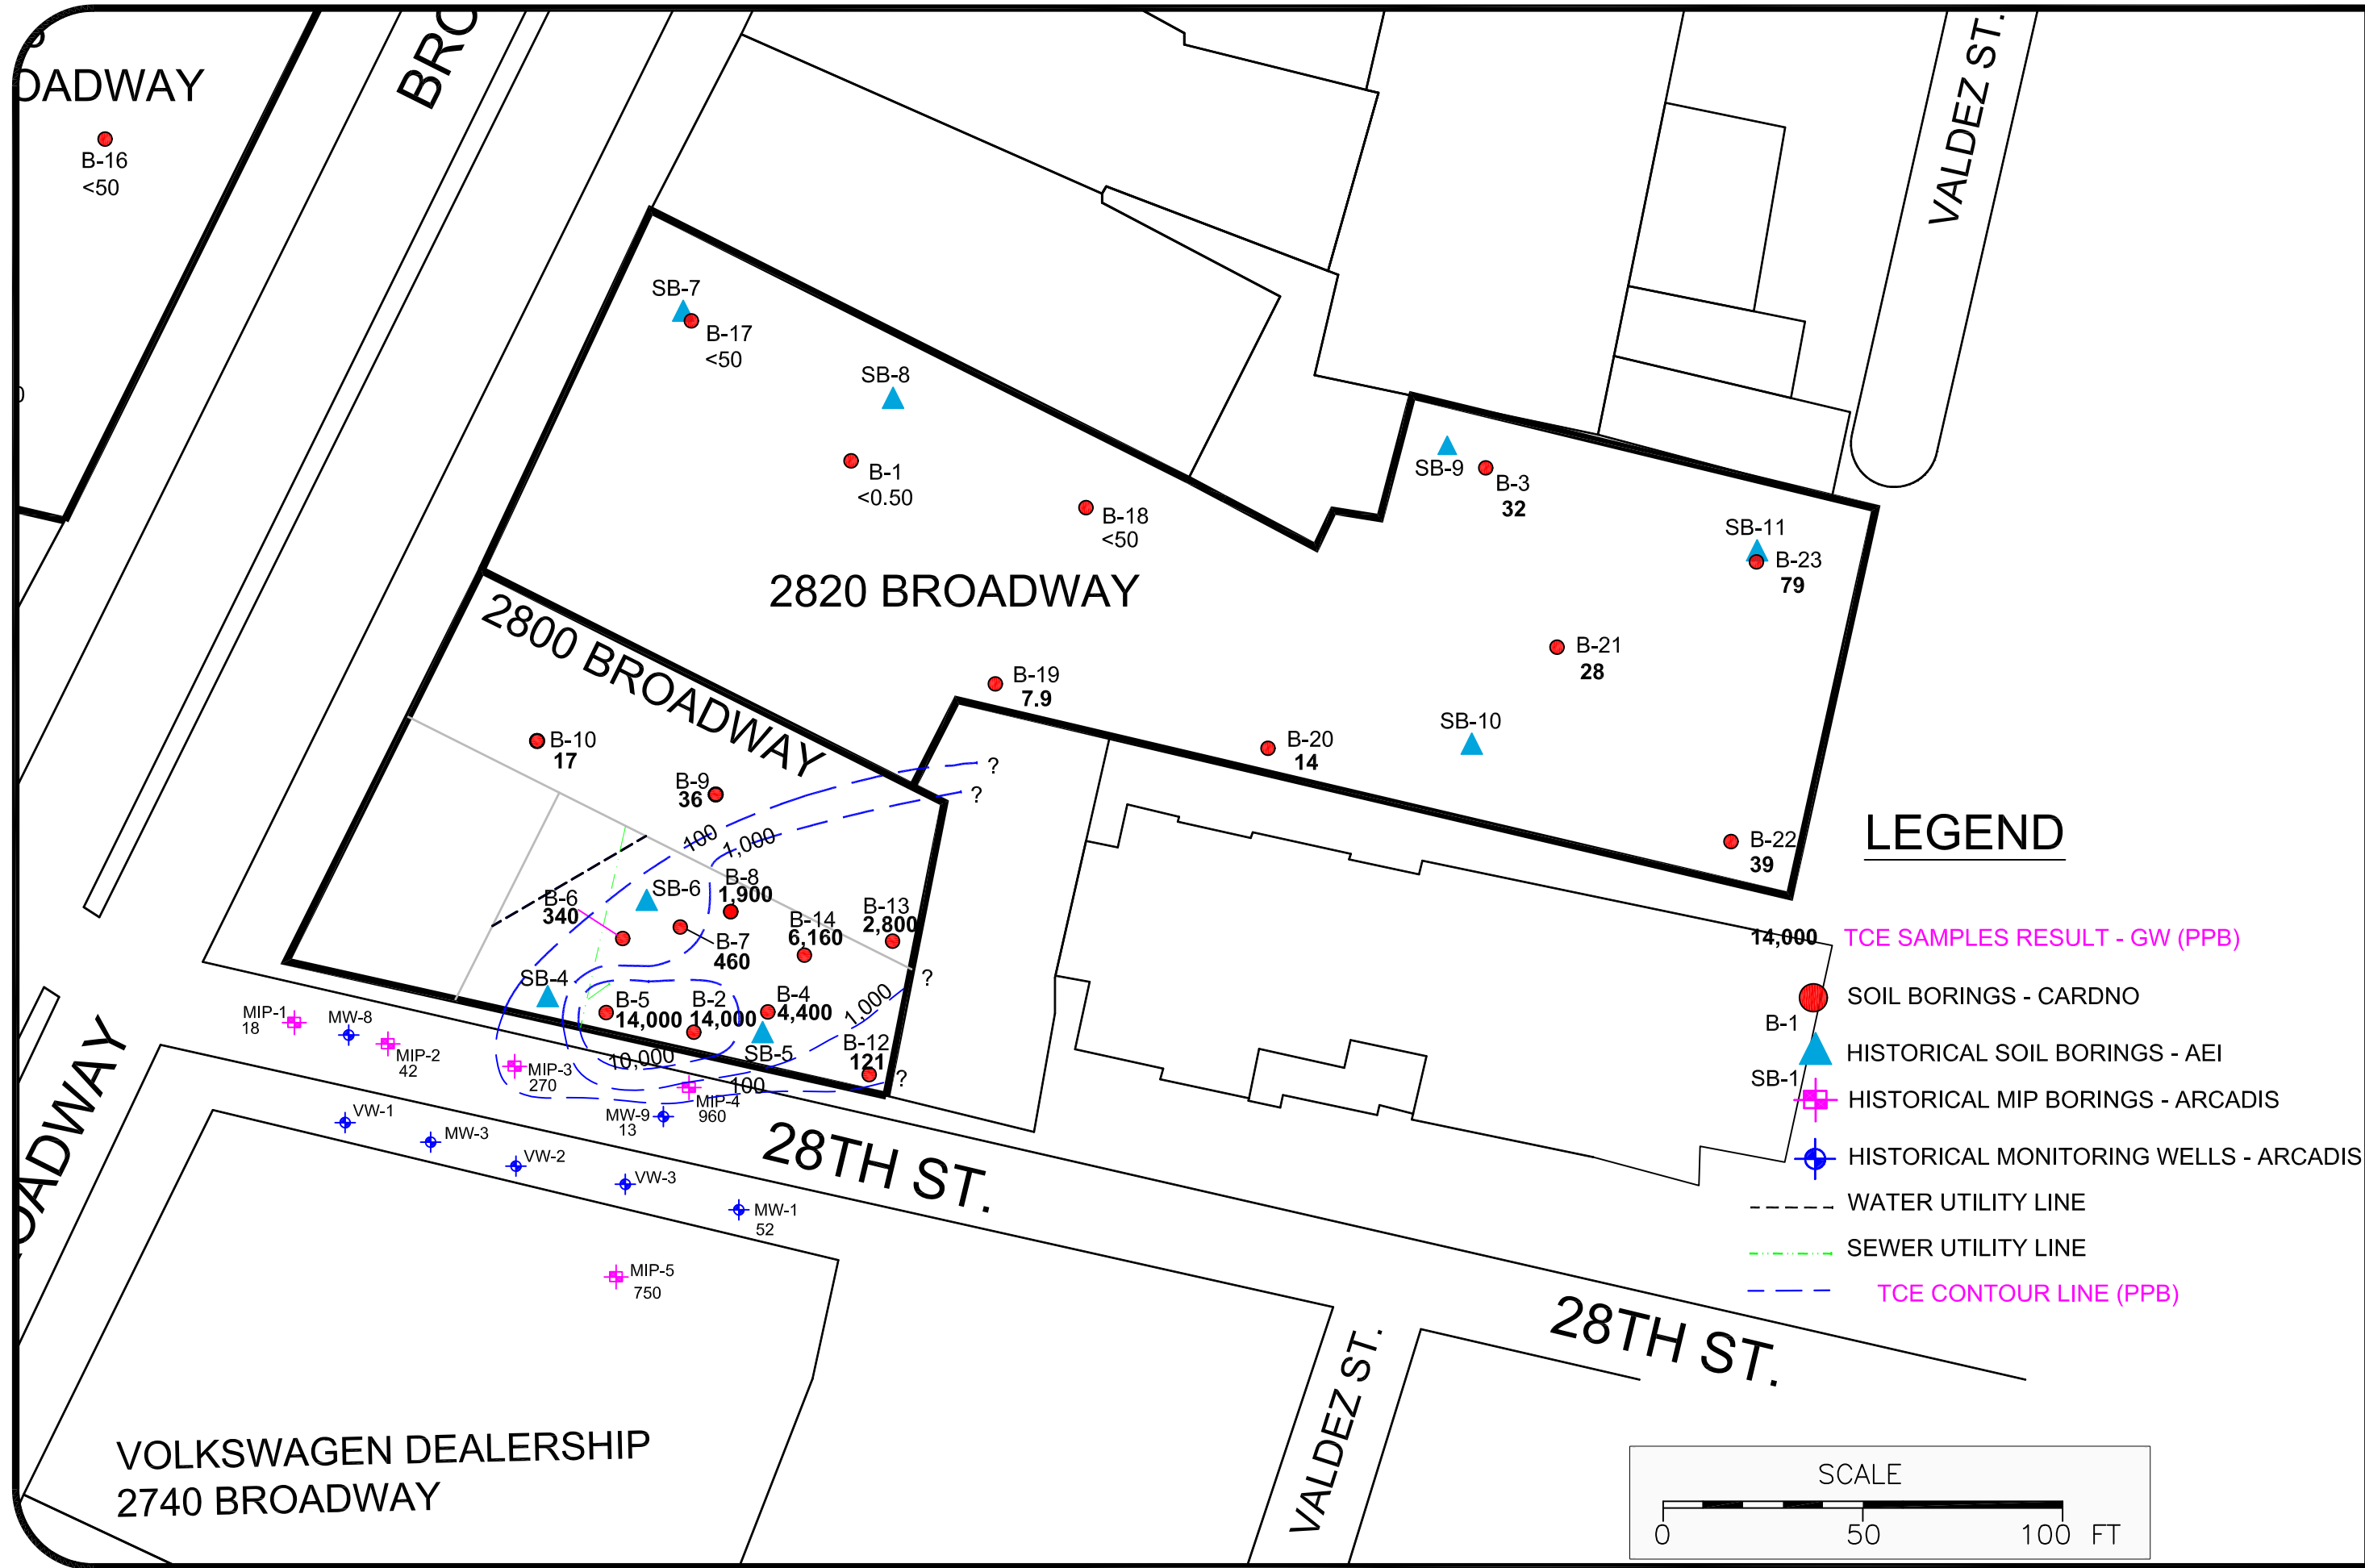 OADWAY
B-16
<50
BRO
VALDEZ ST.
SB-7
B-17
<50
SB-8
B-1
<0.50
B-18
<50
SB-9
B-3
32
SB-11
B-23
79
2820 BROADWAY
2800 BROADWAY
B-21
28
B-19
7.9
SB-10
B-20
14
B-10
17
B-9
36
?
?
100
1,000
B-22
39
LEGEND
B-6
340
SB-6
B-8
1,900
B-14
6,160
B-13
2,800
B-7
460
14,000 TCE SAMPLES RESULT - GW (PPB)
SB-4
B-5
14,000
B-2
14,000
B-4
4,400
1,000
?
SOIL BORINGS - CARDNO
B-1
HISTORICAL SOIL BORINGS - AEI
SB-1
HISTORICAL MIP BORINGS - ARCADIS
HISTORICAL MONITORING WELLS - ARCADIS
WATER UTILITY LINE
SEWER UTILITY LINE
TCE CONTOUR LINE (PPB)
MIP-1
18
MW-8
MIP-2
42
MIP-3
270
10,000
SB-5
B-12
121
?
100
MIP-4
960
MW-9
13
OADWAY
VW-1
MW-3
VW-2
VW-3
MW-1
52
28TH ST.
MIP-5
750
28TH ST.
VALDEZ ST.
VOLKSWAGEN DEALERSHIP
2740 BROADWAY
SCALE
0 50 100 FT